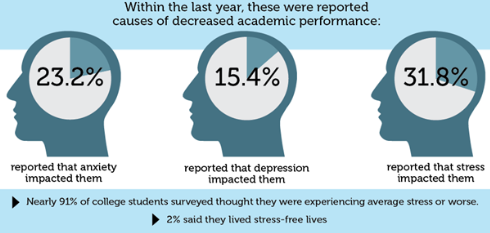 Within the last year, these were reported
causes of decreased academic performance:
23.2%
15.4%
31.8%
reported that anxiety
impacted them
reported that depression
impacted them
reported that stress
impacted them
Nearly 91% of college students surveyed thought they were experiencing average stress or worse.
2% said they lived stress-free lives